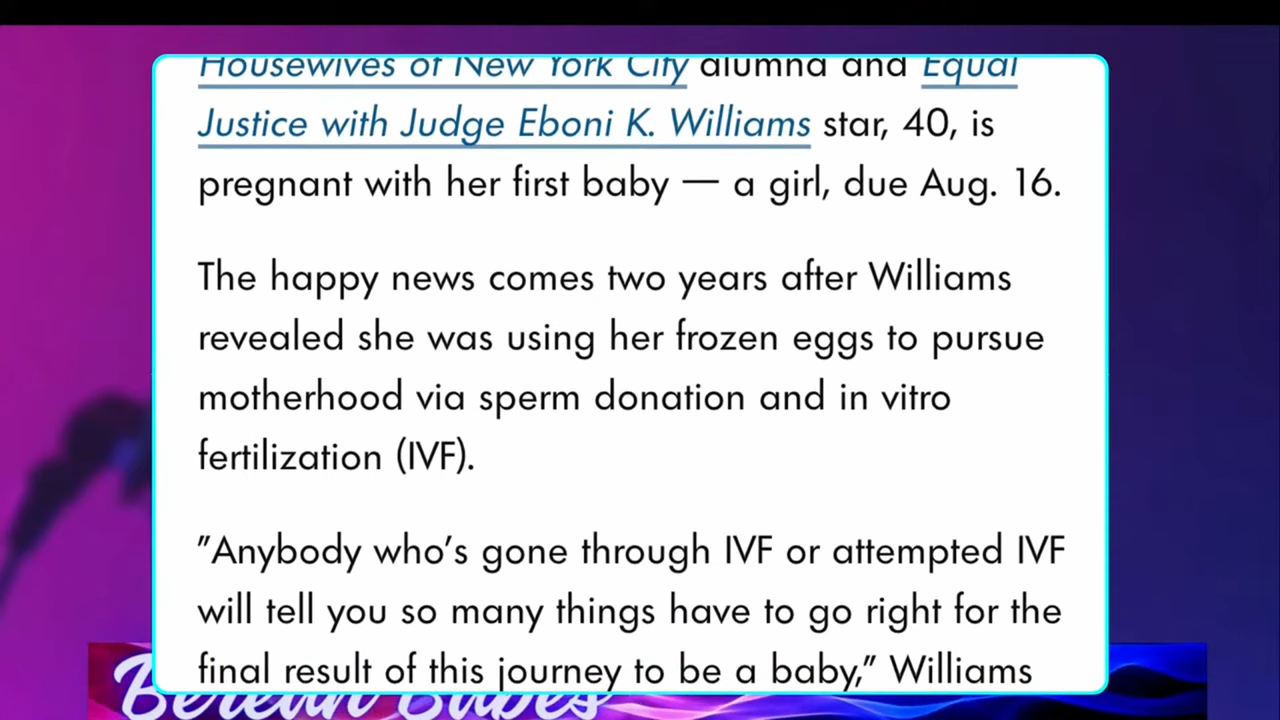 Housewives of New York City alumna and Equal
Justice with Judge Eboni K. Williams star, 40, is
pregnant with her first baby — a girl, due Aug. 16.
The happy news comes two years after Williams
revealed she was using her frozen eggs to pursue
motherhood via sperm donation and in vitro
fertilization (IVF).
"Anybody who's gone through IVF or attempted IVF
will tell you so many things have to go right for the
final result of this journey to be a baby," Williams
Berean Babes